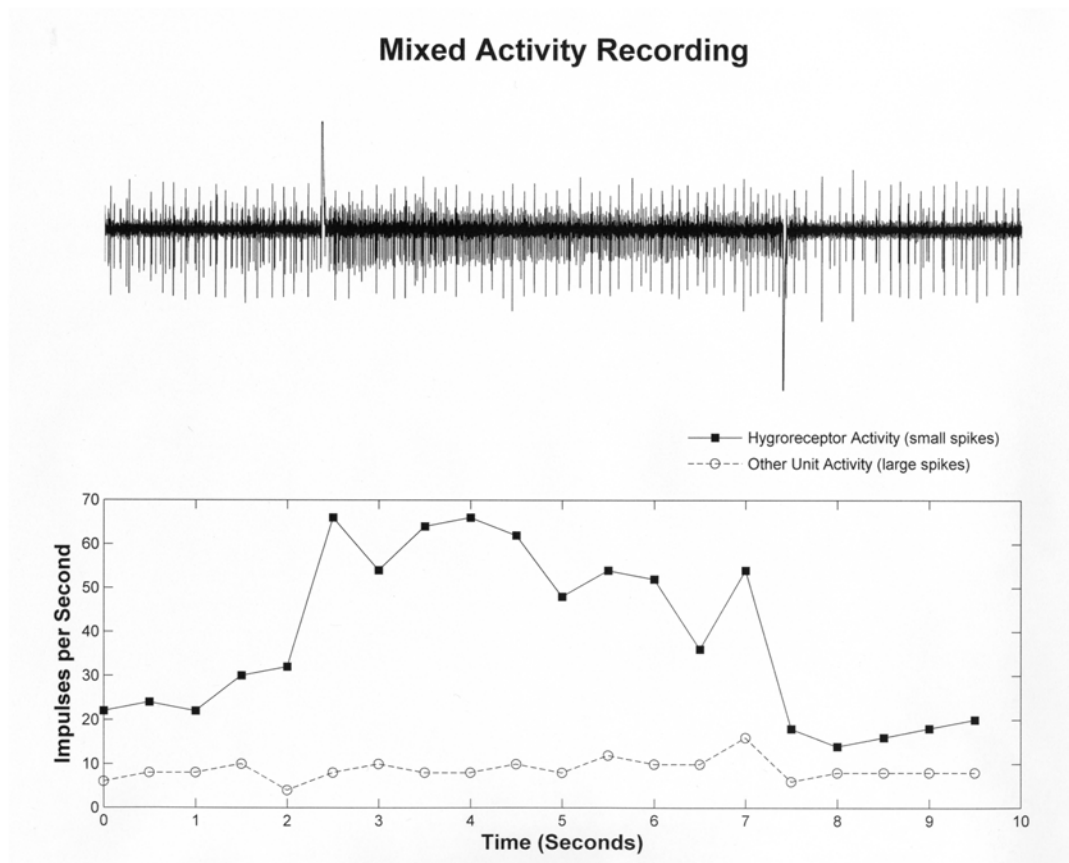 Mixed Activity Recording
Hygroreceptor Activity (small spikes)
Other Unit Activity (large spikes)
Impulses per Second
70
60
50
40
30
20
10
0
0 1 2 3 4 5 6 7 8 9 10
Time (Seconds)